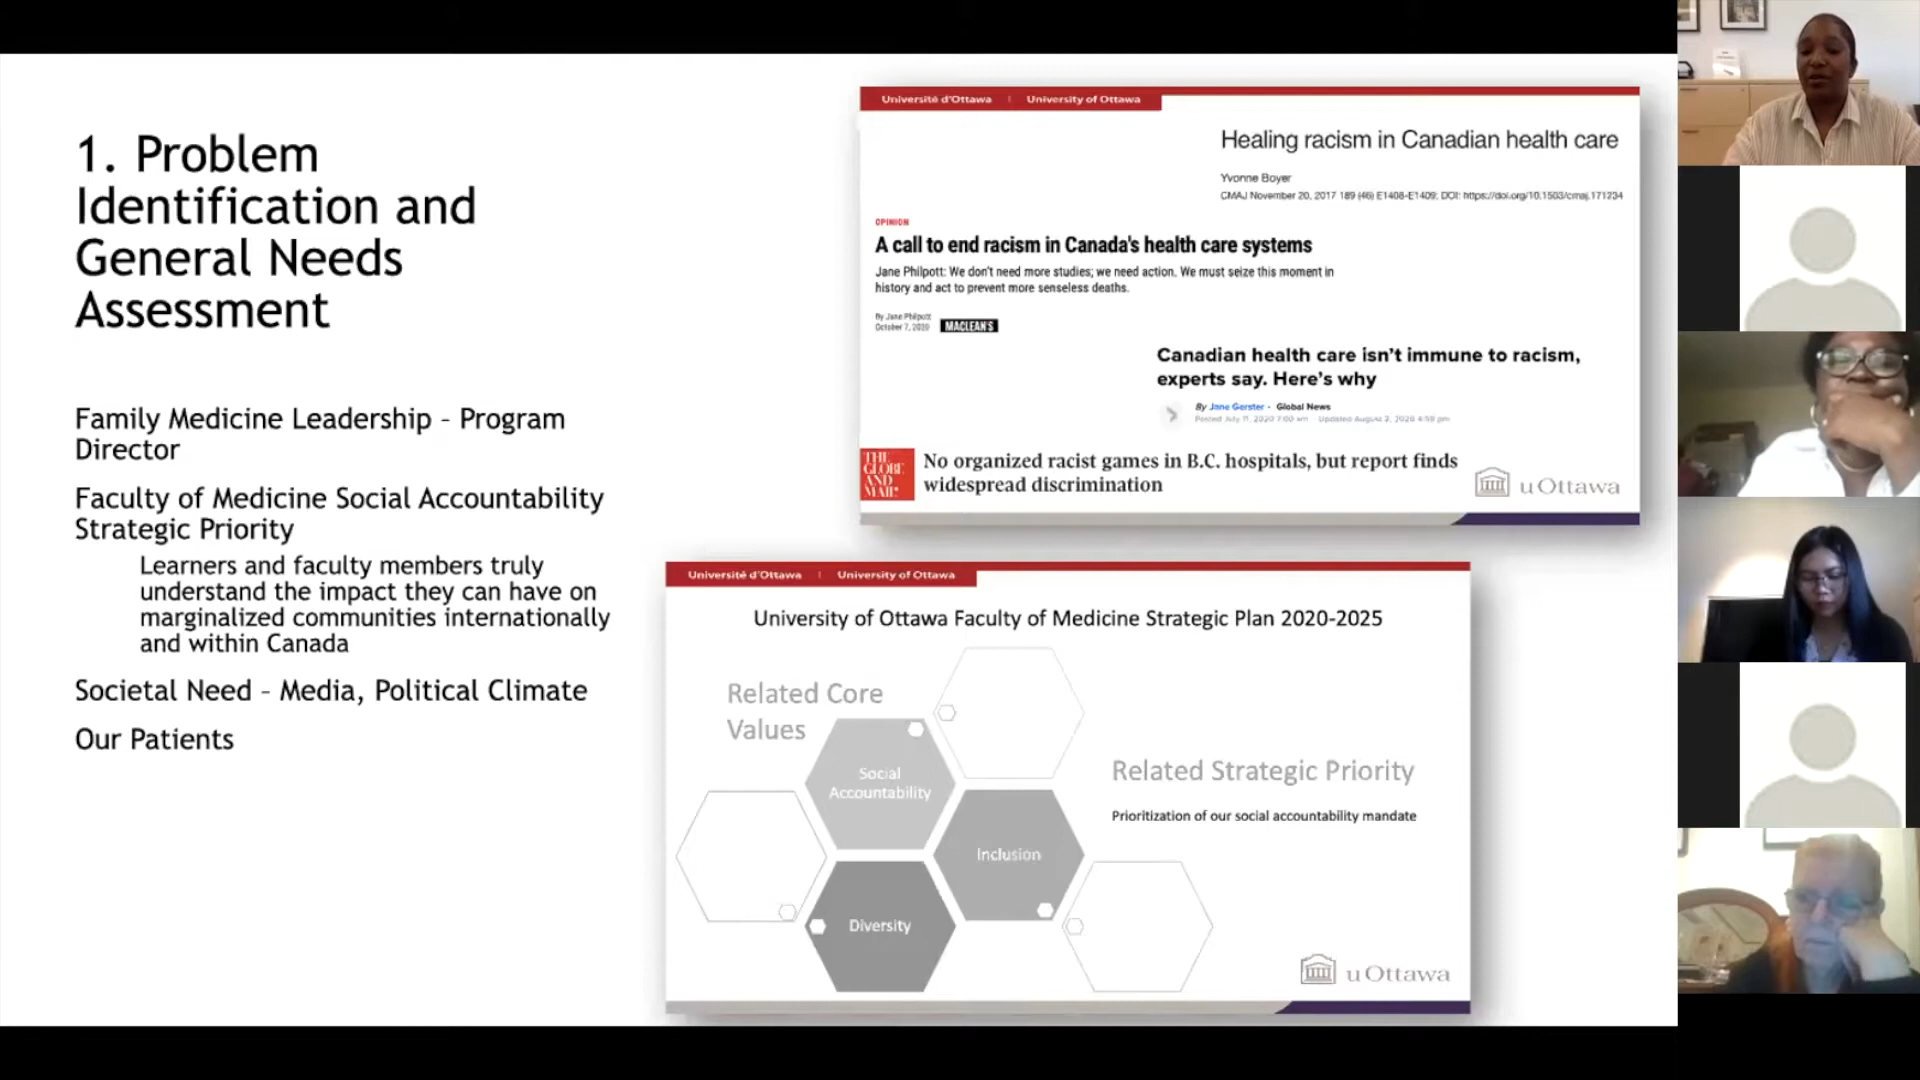 1. Problem
Identification and
General Needs
Assessment
Family Medicine Leadership – Program
Director
Faculty of Medicine Social Accountability
Strategic Priority
Learners and faculty members truly
understand the impact they can have on
marginalized communities internationally
and within Canada
Societal Need – Media, Political Climate
Our Patients
Université d'Ottawa | University of Ottawa
Healing racism in Canadian health care
Yvonne Boyer
CMAJ November 20, 2017 189 (46) E1408-E1409; DOI: https://doi.org/10.1503/cmaj.171234
OPINION
A call to end racism in Canada's health care systems
Jane Philpott: We don't need more studies; we need action. We must seize this moment in
history and act to prevent more senseless deaths.
By Jane Philpott
October 7, 2020 MACLEAN'S
Canadian health care isn't immune to racism,
experts say. Here's why
By Jane Gerster · Global News
Posted July 11, 2020 7:00 am Updated August 2, 2020 4:59 pm
THE
GLOBE
AND
MAIL
No organized racist games in B.C. hospitals, but report finds
widespread discrimination
uOttawa
Université d'Ottawa | University of Ottawa
University of Ottawa Faculty of Medicine Strategic Plan 2020-2025
Related Core
Values
Social
Accountability
Inclusion
Diversity
Related Strategic Priority
Prioritization of our social accountability mandate
uOttawa